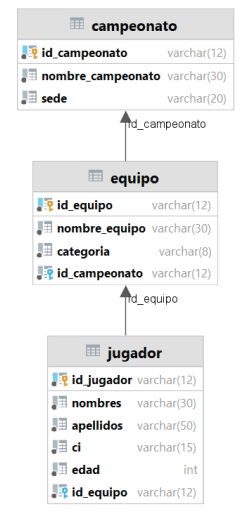 campeonato
id_campeonato varchar(12)
nombre_campeonato varchar(30)
sede varchar(20)
id_campeonato
equipo
id_equipo varchar(12)
nombre_equipo varchar(30)
categoria varchar(8)
id_campeonato varchar(12)
id_equipo
jugador
id_jugador varchar(12)
nombres varchar(30)
apellidos varchar(50)
ci varchar(15)
edad int
id_equipo varchar(12)